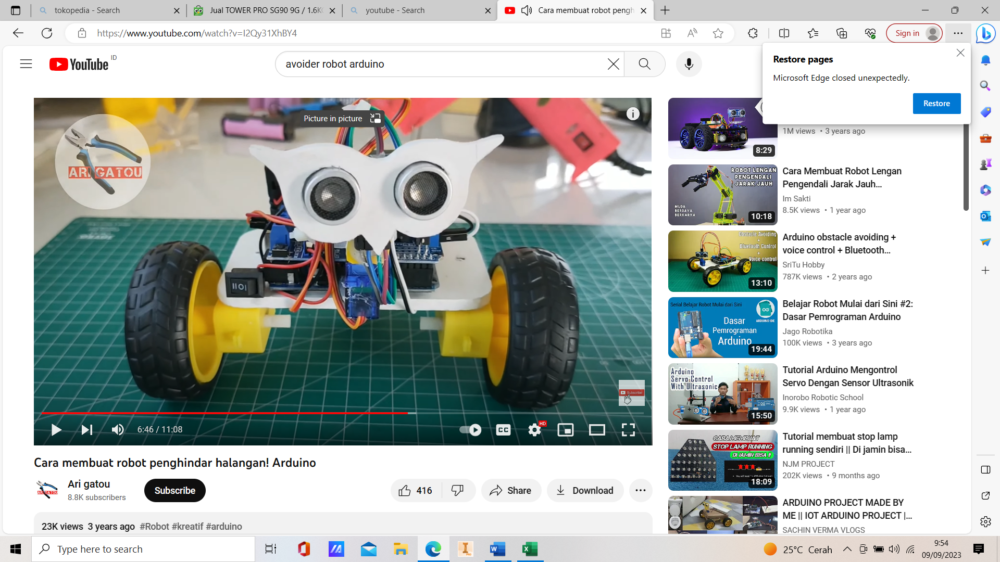 tokopedia - Search
Jual TOWER PRO SG90 9G / 1.6K
youtube - Search
Cara membuat robot pengh
https://www.youtube.com/watch?v=I2Qy31XhBY4
Sign in
YouTube ID
avoider robot arduino
Restore pages
Microsoft Edge closed unexpectedly.
Restore
Picture in picture
ARI GATOU
Subscribe
6:46 / 11:08
CC
HD
Cara membuat robot penghindar halangan! Arduino
ARI GATOU
Ari gatou
8.8K subscribers
Subscribe
416
Share
Download
23K views 3 years ago #Robot #kreatif #arduino
8:29
1M views • 3 years ago
ROBOT LENGAN
PENGENDALI
JARAK JAUH
MUDA
BERDAYA
BERKARYA
10:18
Cara Membuat Robot Lengan
Pengendali Jarak Jauh...
Im Sakti
8.5K views • 1 year ago
Obstacle Avoiding
+
Bluetooth Control
+
Voice control
13:10
Arduino obstacle avoiding +
voice control + Bluetooth...
SriTu Hobby
787K views • 2 years ago
Serial Belajar Robot Mulai dari Sini
ARDUINO IDE
Dasar
Pemrograman
Arduino
19:44
Belajar Robot Mulai dari Sini #2:
Dasar Pemrograman Arduino
Jago Robotika
100K views • 3 years ago
Arduino
Servo Control
With Ultrasonic
15:50
Tutorial Arduino Mengontrol
Servo Dengan Sensor Ultrasonik
Inorobo Robotic School
9.9K views • 1 year ago
CARA MEMBUAT
STOP LAMP RUNNING
DI JAMIN BISA !!
18:09
Tutorial membuat stop lamp
running sendiri || Di jamin bisa...
NJM PROJECT
202K views • 9 months ago
ARDUINO PROJECT MADE BY
ME || IOT ARDUINO PROJECT |...
SACHIN VERMA VLOGS
Type here to search
25°C Cerah
9:54
09/09/2023